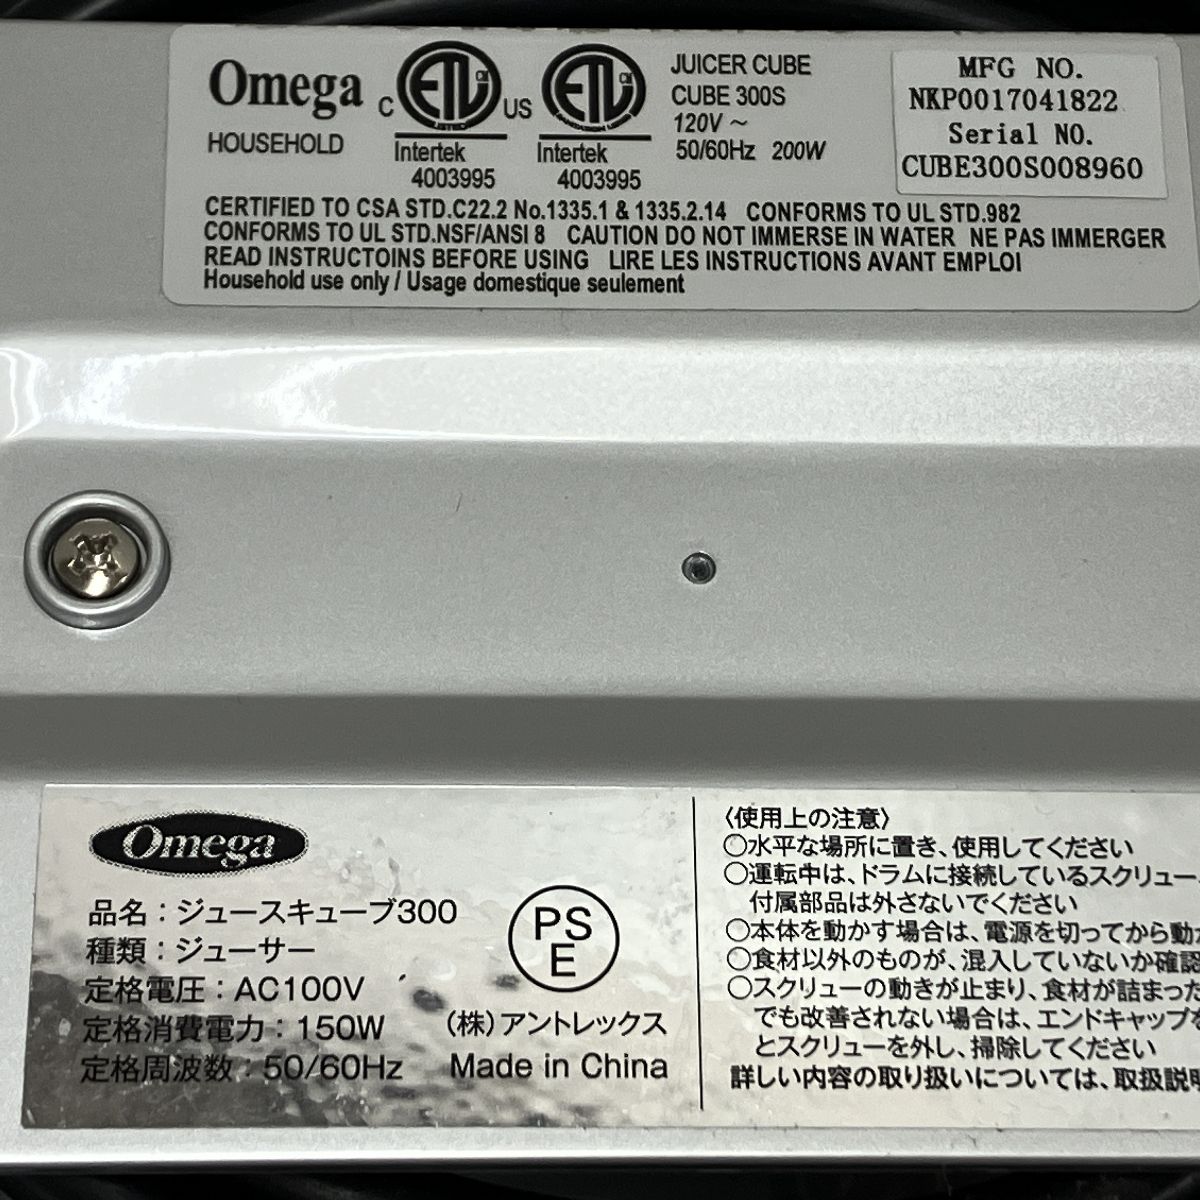 Omega
HOUSEHOLD
C ETL CM LISTED US
Intertek
4003995
ETL CM
Intertek
4003995
JUICER CUBE
CUBE 300S
120V ~
50/60Hz 200W
MFG NO.
NKP0017041822
Serial NO.
CUBE300S008960
CERTIFIED TO CSA STD.C22.2 No.1335.1 & 1335.2.14 CONFORMS TO UL STD.982
CONFORMS TO UL STD.NSF/ANSI 8 CAUTION DO NOT IMMERSE IN WATER NE PAS IMMERGER
READ INSTRUCTOINS BEFORE USING LIRE LES INSTRUCTIONS AVANT EMPLOI
Household use only / Usage domestique seulement
Omega
品名：ジュースキューブ300
種類：ジューサー
定格電圧：AC100V
定格消費電力：150W
定格周波数：50/60Hz
PS
E
(株)アントレックス
Made in China
〈使用上の注意〉
○水平な場所に置き、使用してください
○運転中は、ドラムに接続しているスクリュー、
付属部品は外さないでください
○本体を動かす場合は、電源を切ってから動か
○食材以外のものが、混入していないか確認
○スクリューの動きが止まり、食材が詰まった
でも改善されない場合は、エンドキャップを
とスクリューを外し、掃除してください
詳しい内容の取り扱いについては、取扱説明